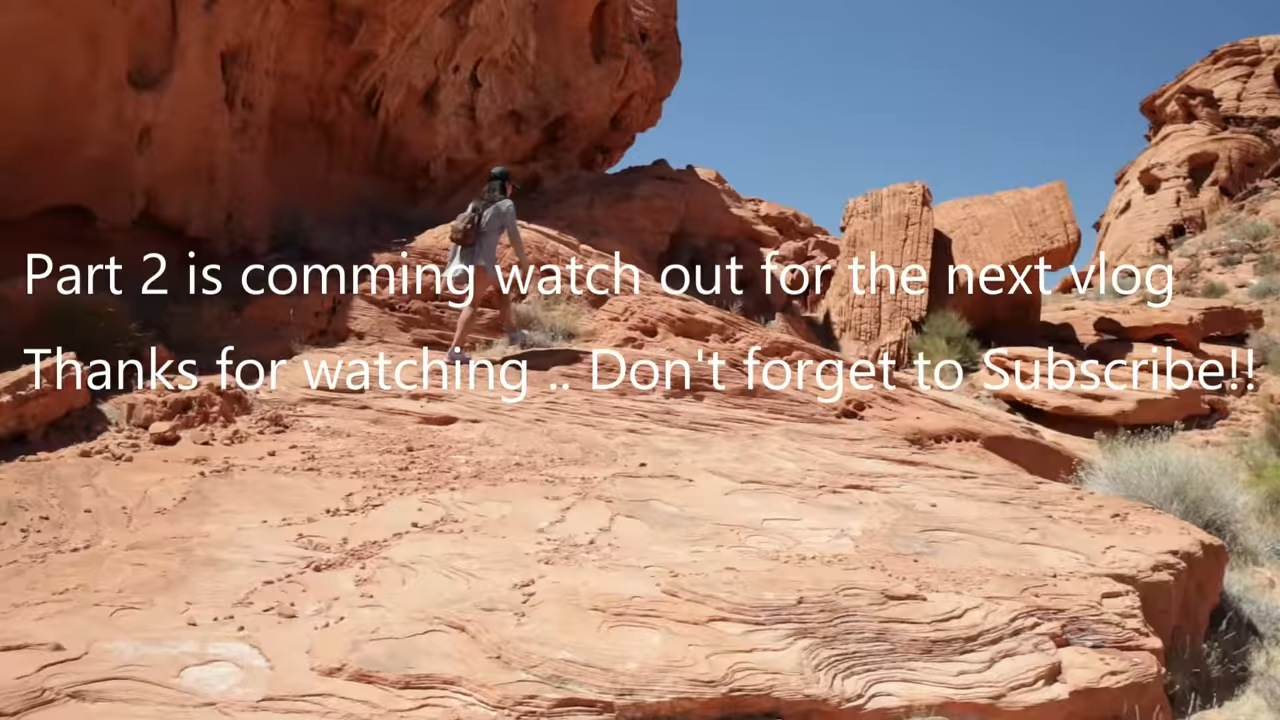 Part 2 is comming watch out for the next vlog
Thanks for watching .. Don't forget to Subscribe!!